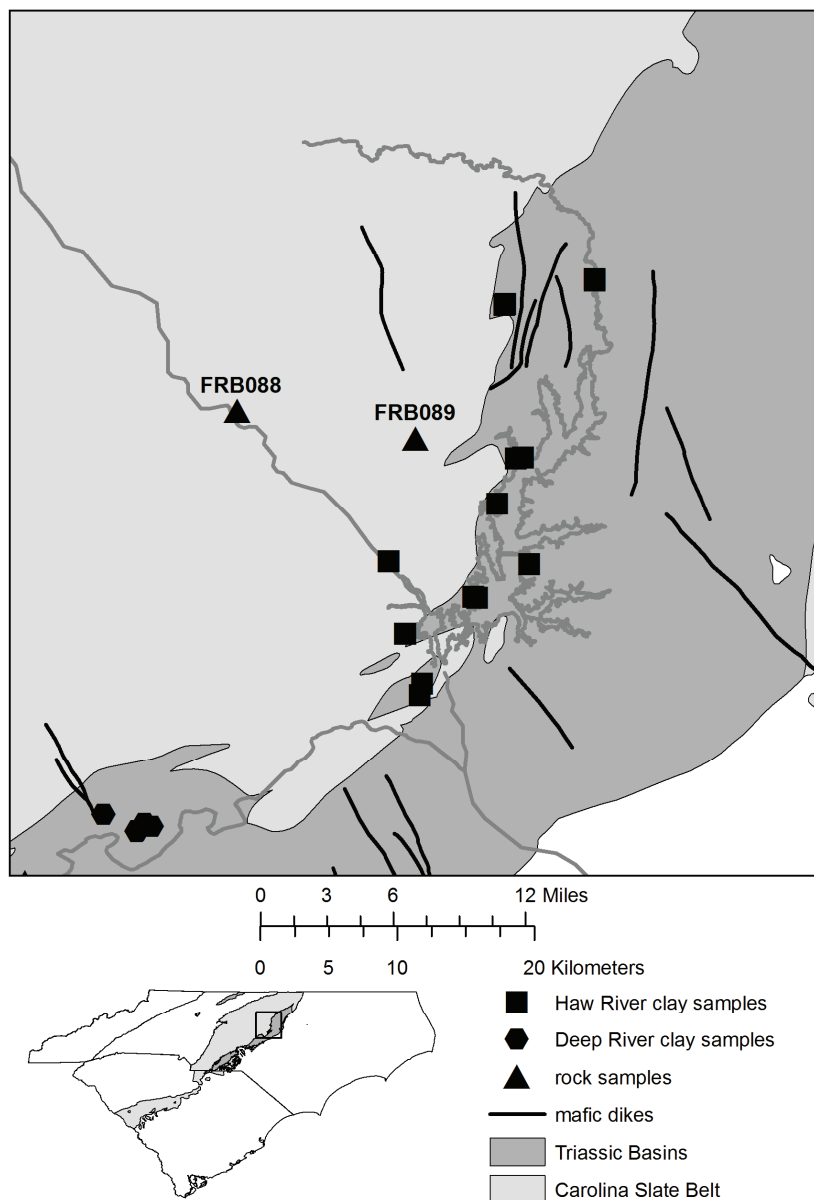 FRB088
FRB089
0 3 6 12 Miles
0 5 10 20 Kilometers
Haw River clay samples
Deep River clay samples
rock samples
mafic dikes
Triassic Basins
Carolina Slate Belt